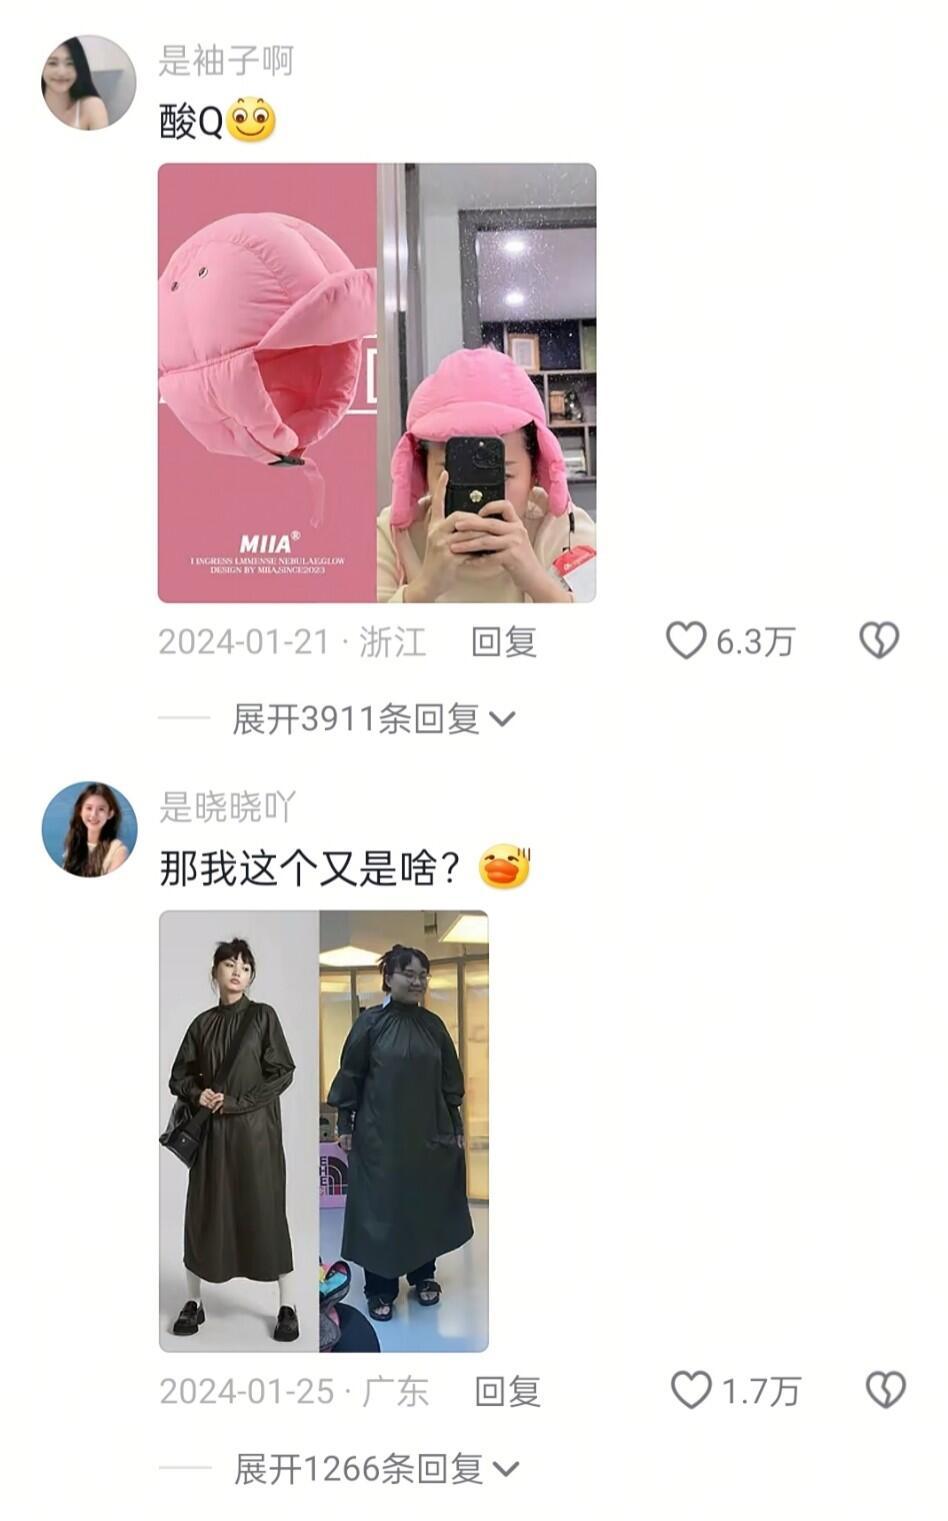 是袖子啊
酸Q
MIIA®
I INGRESS I,MMENSE NEBULAE,GLOW
DESIGN BY MIIA,SINCE2023
2024-01-21 · 浙江 回复 6.3万
展开3911条回复
是晓晓吖
那我这个又是啥？
2024-01-25 · 广东 回复 1.7万
展开1266条回复